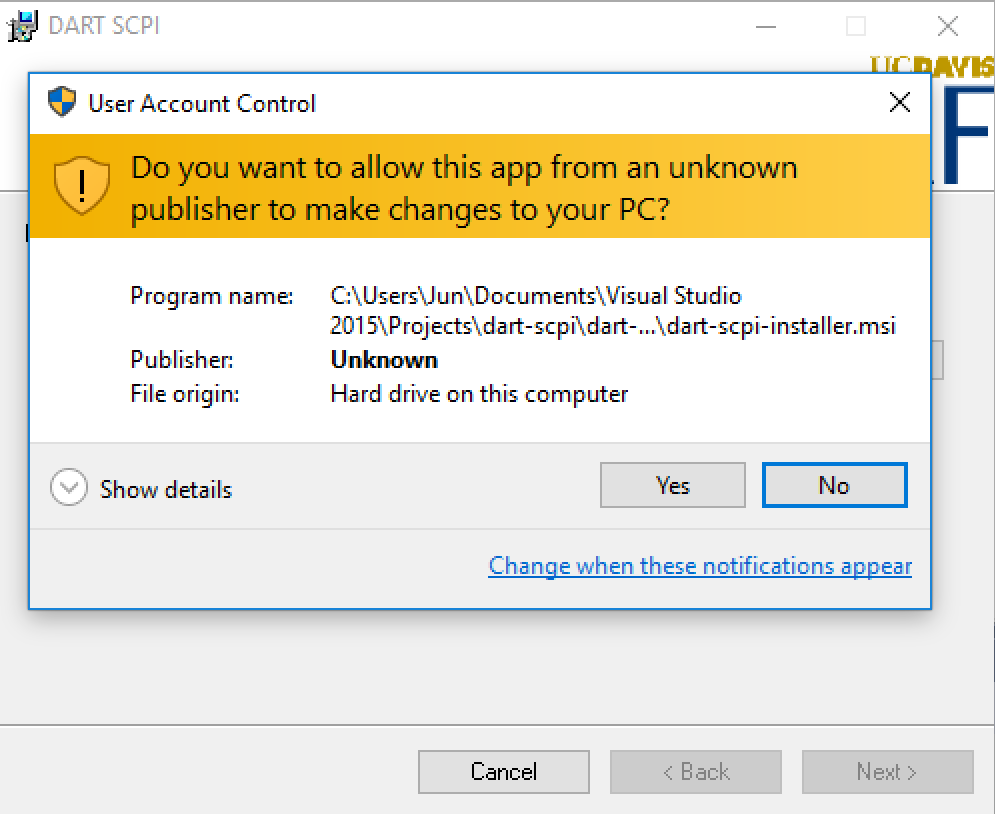 DART SCPI
UCDAVIS
F
User Account Control
Do you want to allow this app from an unknown
publisher to make changes to your PC?
Program name: C:\Users\Jun\Documents\Visual Studio
2015\Projects\dart-scpi\dart-...\dart-scpi-installer.msi
Publisher: Unknown
File origin: Hard drive on this computer
Show details
Yes
No
Change when these notifications appear
Cancel
< Back
Next >